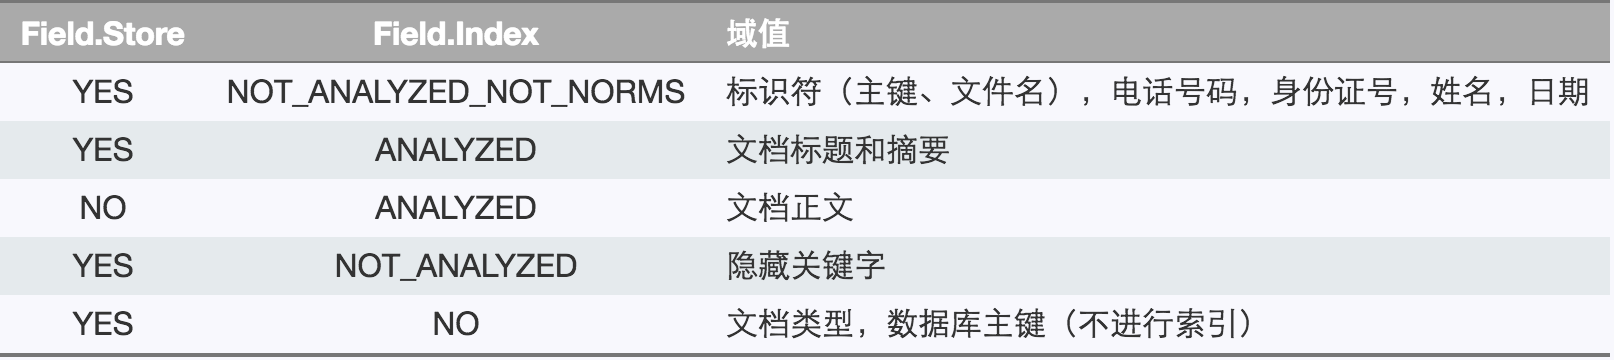 Field.Store Field.Index 域值
YES NOT_ANALYZED_NOT_NORMS 标识符（主键、文件名），电话号码，身份证号，姓名，日期
YES ANALYZED 文档标题和摘要
NO ANALYZED 文档正文
YES NOT_ANALYZED 隐藏关键字
YES NO 文档类型，数据库主键（不进行索引）